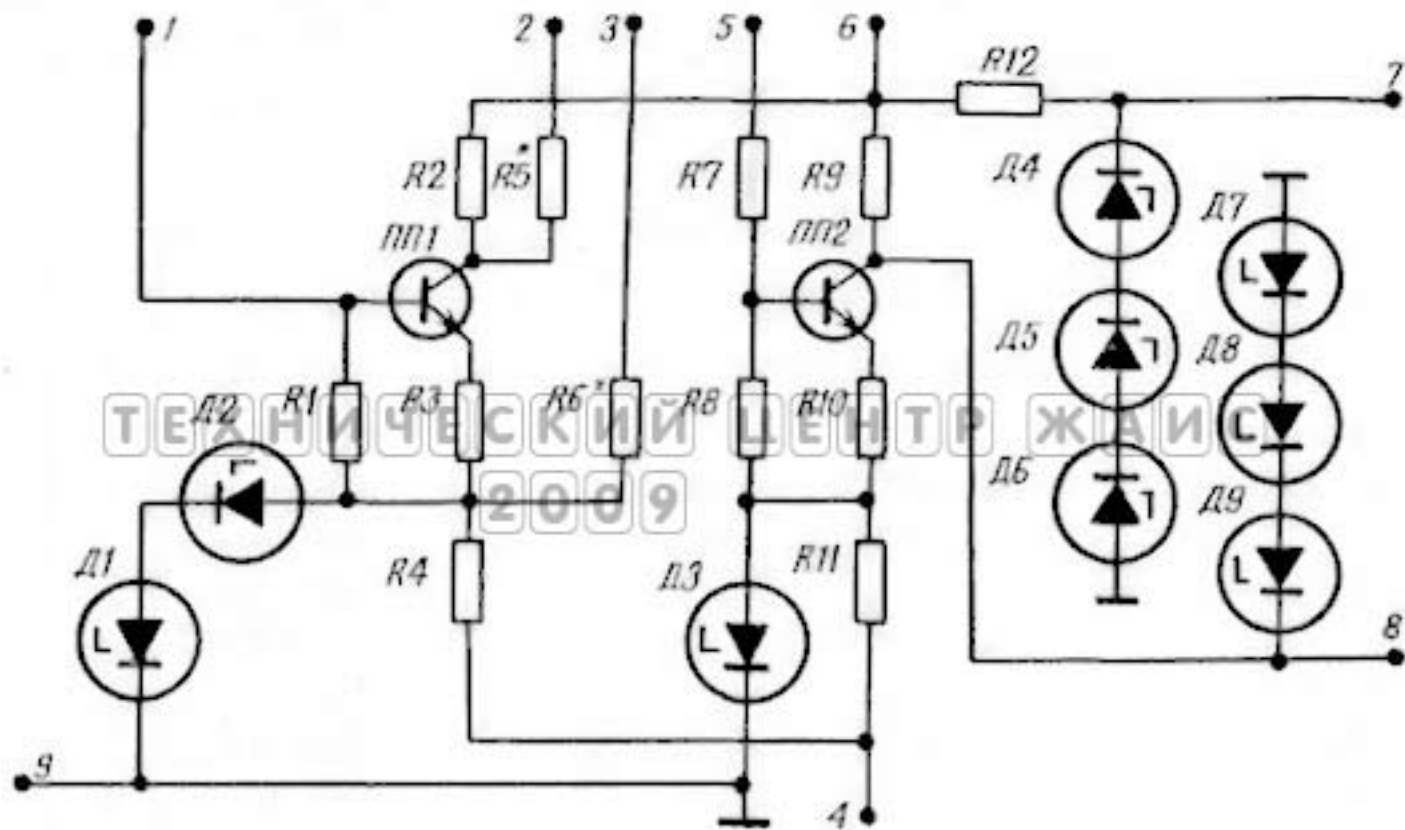 1 2 3 5 6
R12 7
R2 R5* R7 R9 Д4
Д7
ПП1 ПП2
Д5 Д8
Д2 R1 R3 R6* R8 R10
ТЕХНИЧЕСКИЙ ЦЕНТР ЖАИС
2009
Д6 Д9
Д1 R4 Д3 R11
8
9 4